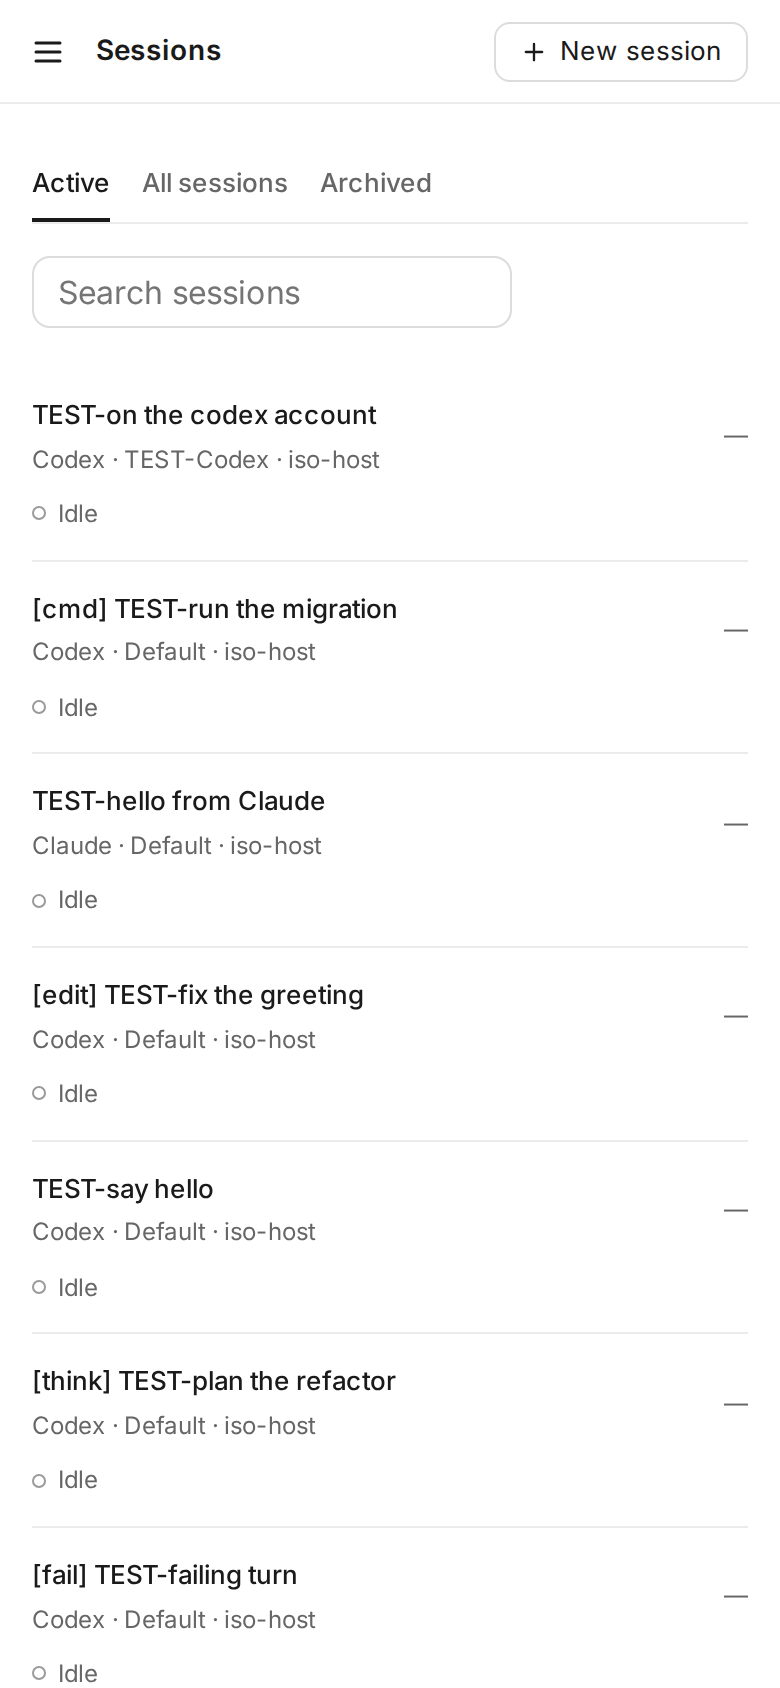 Sessions
+ New session
Active All sessions Archived
Search sessions
TEST-on the codex account
—
Codex · TEST-Codex · iso-host
Idle
[cmd] TEST-run the migration
—
Codex · Default · iso-host
Idle
TEST-hello from Claude
—
Claude · Default · iso-host
Idle
[edit] TEST-fix the greeting
—
Codex · Default · iso-host
Idle
TEST-say hello
—
Codex · Default · iso-host
Idle
[think] TEST-plan the refactor
—
Codex · Default · iso-host
Idle
[fail] TEST-failing turn
—
Codex · Default · iso-host
Idle